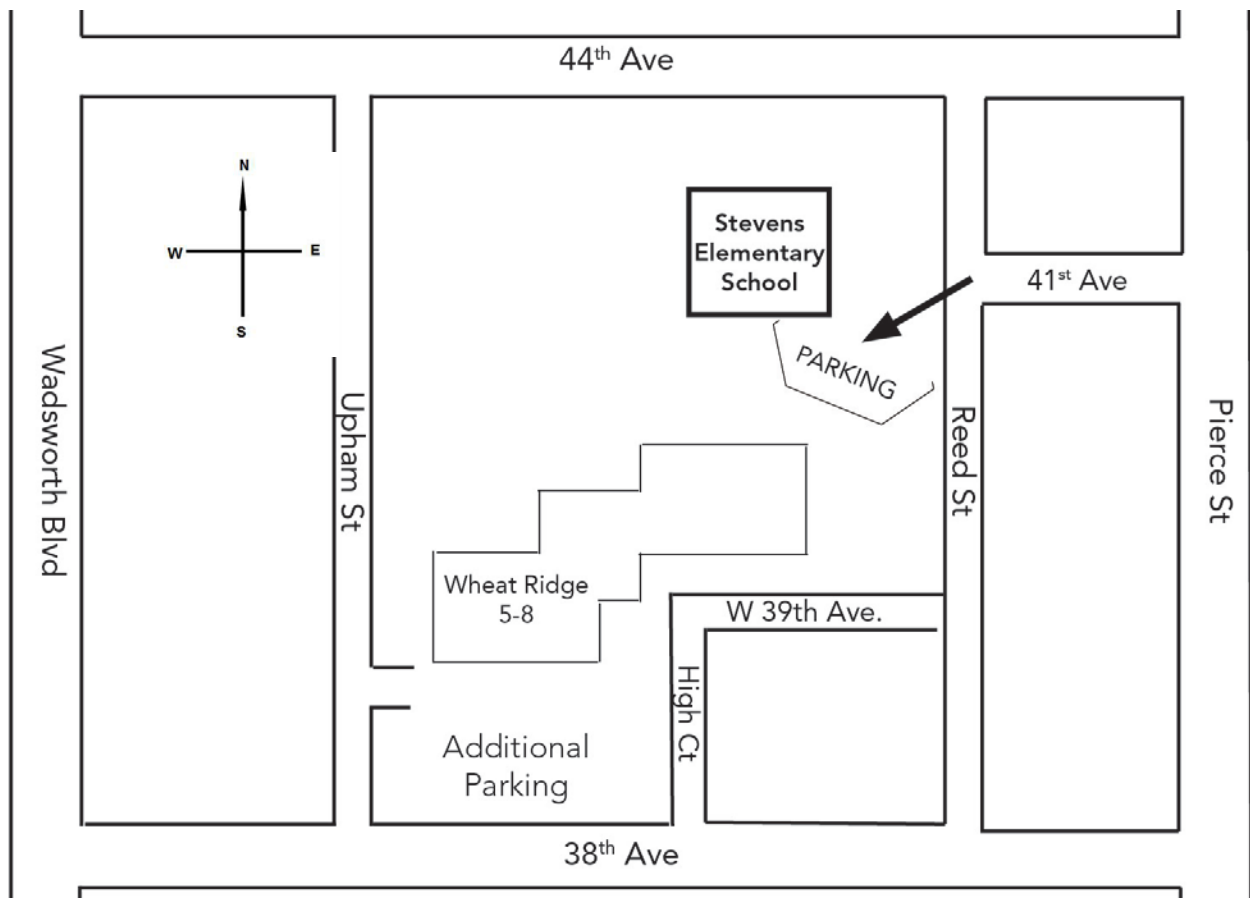 44th Ave
N
W
E
S
Stevens
Elementary
School
41st Ave
PARKING
Wadsworth Blvd
Upham St
Reed St
Pierce St
Wheat Ridge
5-8
W 39th Ave.
High Ct
Additional
Parking
38th Ave